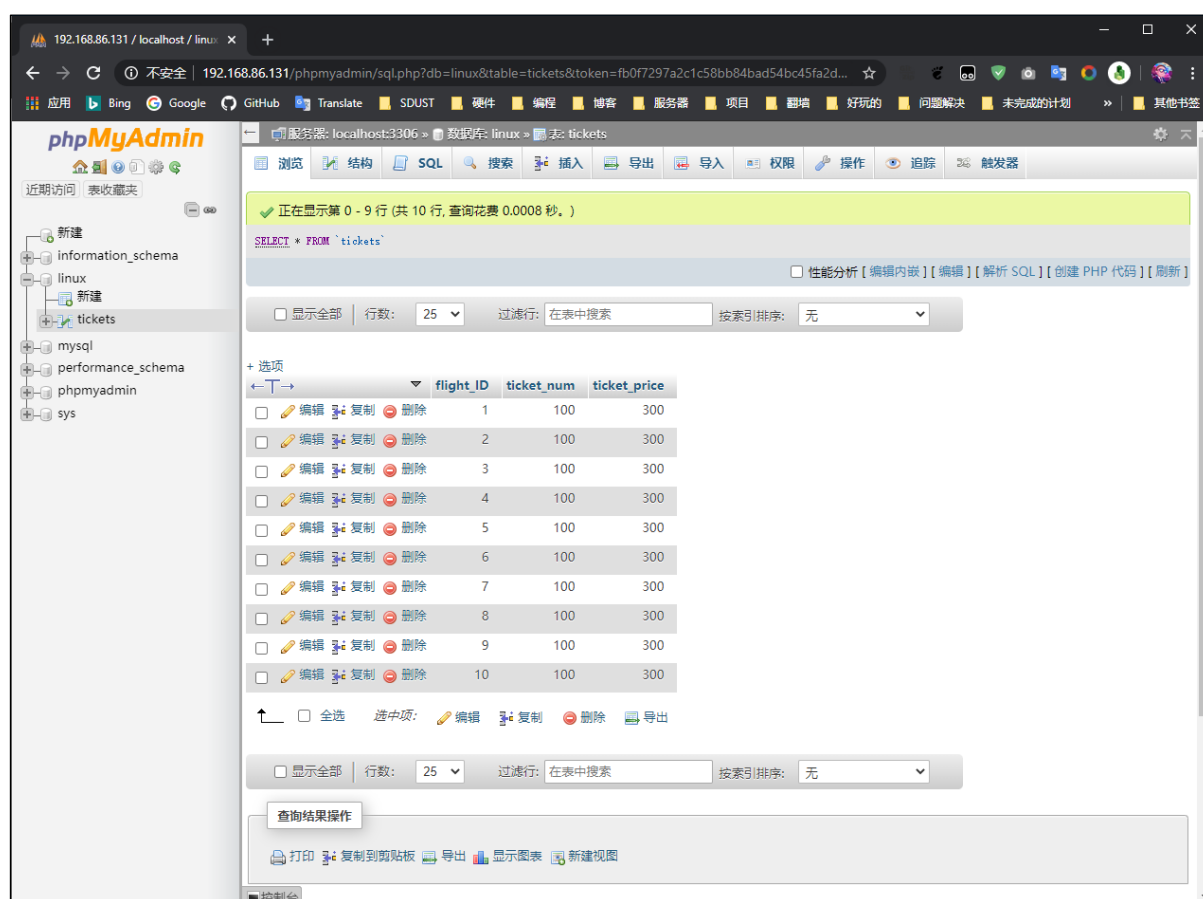 192.168.86.131 / localhost / linux
不安全 | 192.168.86.131/phpmyadmin/sql.php?db=linux&table=tickets&token=fb0f7297a2c1c58bb84bad54bc45fa2d...
应用 Bing Google GitHub Translate SDUST 硬件 编程 博客 服务器 项目 翻墙 好玩的 问题解决 未完成的计划 » 其他书签
phpMyAdmin
近期访问 表收藏夹
新建
information_schema
linux
新建
tickets
mysql
performance_schema
phpmyadmin
sys
服务器: localhost:3306 » 数据库: linux » 表: tickets
浏览 结构 SQL 搜索 插入 导出 导入 权限 操作 追踪 触发器
正在显示第 0 - 9 行 (共 10 行, 查询花费 0.0008 秒。)
SELECT * FROM `tickets`
性能分析 [ 编辑内嵌 ] [ 编辑 ] [ 解析 SQL ] [ 创建 PHP 代码 ] [ 刷新 ]
显示全部 | 行数: 25 过滤行: 在表中搜索 按索引排序: 无
+ 选项
←T→ flight_ID ticket_num ticket_price
编辑 复制 删除 1 100 300
编辑 复制 删除 2 100 300
编辑 复制 删除 3 100 300
编辑 复制 删除 4 100 300
编辑 复制 删除 5 100 300
编辑 复制 删除 6 100 300
编辑 复制 删除 7 100 300
编辑 复制 删除 8 100 300
编辑 复制 删除 9 100 300
编辑 复制 删除 10 100 300
全选 选中项: 编辑 复制 删除 导出
显示全部 | 行数: 25 过滤行: 在表中搜索 按索引排序: 无
查询结果操作
打印 复制到剪贴板 导出 显示图表 新建视图
控制台